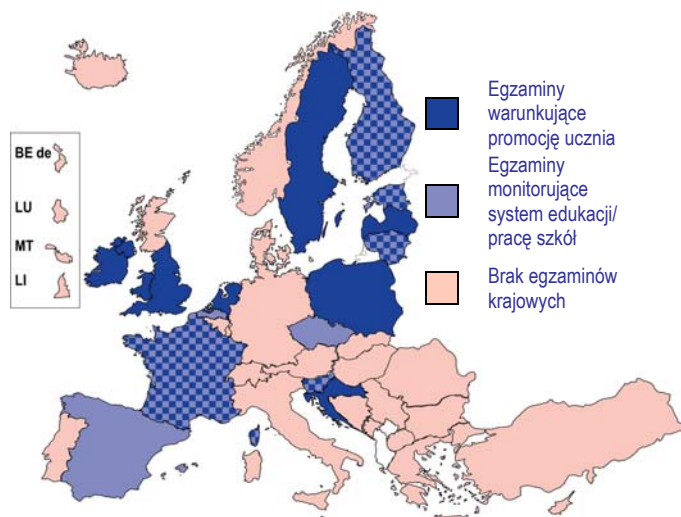 BE de
LU
MT
LI
Egzaminy
warunkujące
promocję ucznia
Egzaminy
monitorujące
system edukacji/
pracę szkół
Brak egzaminów
krajowych